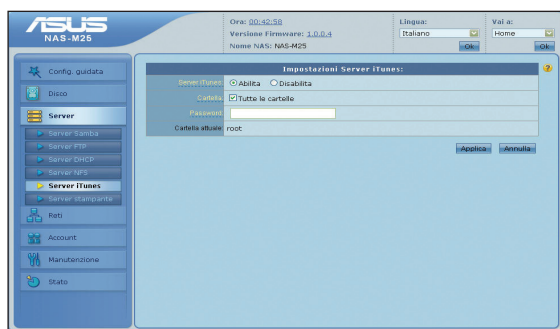 ASUS
NAS-M25
Ora: 00:42:58
Versione Firmware: 1.0.0.4
Nome NAS: NAS-M25
Lingua:
Italiano
Ok
Vai a:
Home
Ok
Config. guidata
Disco
Server
Server Samba
Server FTP
Server DHCP
Server NFS
Server iTunes
Server stampante
Reti
Account
Manutenzione
Stato
Impostazioni Server iTunes:
Server iTunes: Abilita Disabilita
Cartella: Tutte le cartelle
Password:
Cartella attuale: root
Applica Annulla